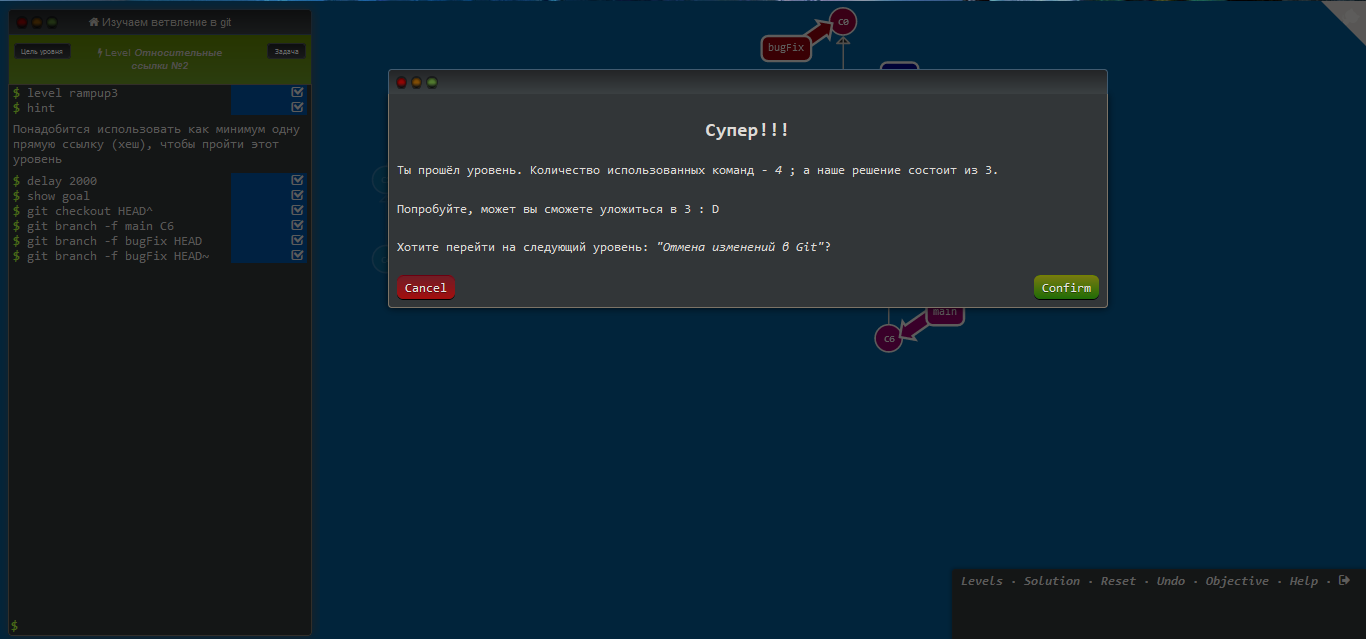 Изучаем ветвление в git
Цель уровня
Level Относительные ссылки №2
Задача
$ level rampup3
$ hint
Понадобится использовать как минимум одну
прямую ссылку (хеш), чтобы пройти этот
уровень
$ delay 2000
$ show goal
$ git checkout HEAD^
$ git branch -f main C6
$ git branch -f bugFix HEAD
$ git branch -f bugFix HEAD~
$
bugFix
C0
Супер!!!
Ты прошёл уровень. Количество использованных команд - 4 ; а наше решение состоит из 3.
Попробуйте, может вы сможете уложиться в 3 : D
Хотите перейти на следующий уровень: "Отмена изменений в Git"?
Cancel
Confirm
main
C6
Levels · Solution · Reset · Undo · Objective · Help ·